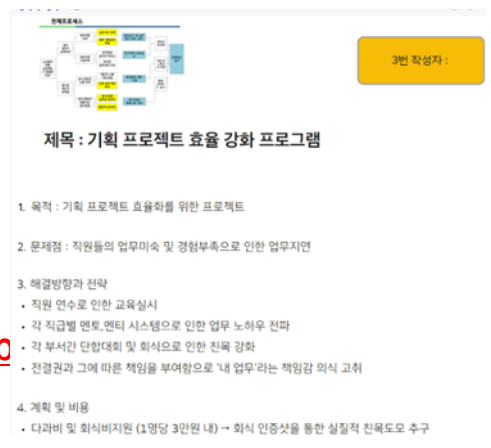 전체프로세스
3번 작성자 :
제목 : 기획 프로젝트 효율 강화 프로그램
1. 목적 : 기획 프로젝트 효율화를 위한 프로젝트
2. 문제점 : 직원들의 업무미숙 및 경험부족으로 인한 업무지연
3. 해결방향과 전략
• 직원 연수로 인한 교육실시
• 각 직급별 멘토,멘티 시스템으로 인한 업무 노하우 전파
• 각 부서간 단합대회 및 회식으로 인한 친목 강화
• 전결권과 그에 따른 책임을 부여함으로 '내 업무'라는 책임감 의식 고취
4. 계획 및 비용
• 다과비 및 회식비지원 (1명당 3만원 내) → 회식 인증샷을 통한 실질적 친목도모 추구